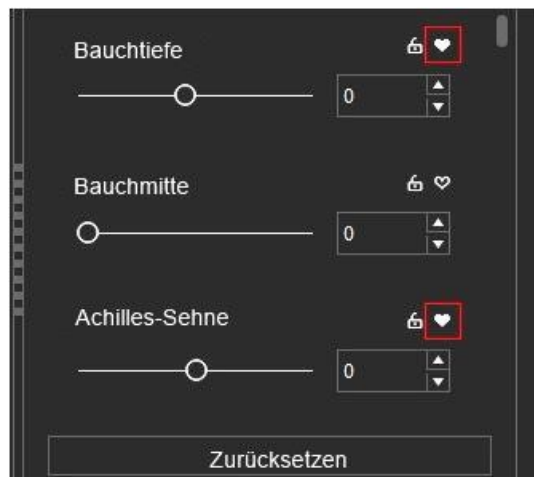 Bauchtiefe
0
Bauchmitte
0
Achilles-Sehne
0
Zurücksetzen